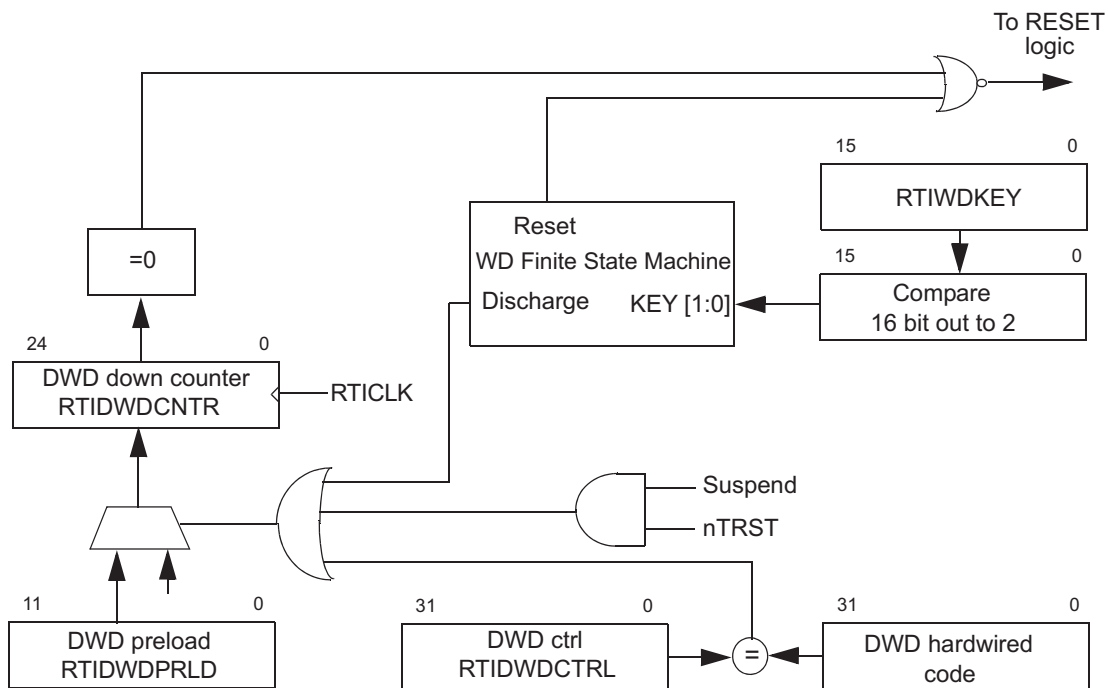 To RESET
logic
15 0
RTIWDKEY
Reset
WD Finite State Machine
Discharge KEY [1:0]
15 0
Compare
16 bit out to 2
=0
24 0
DWD down counter
RTIDWDCNTR
RTICLK
Suspend
nTRST
11 0
DWD preload
RTIDWDPRLD
31 0
DWD ctrl
RTIDWDCTRL
=
31 0
DWD hardwired
code